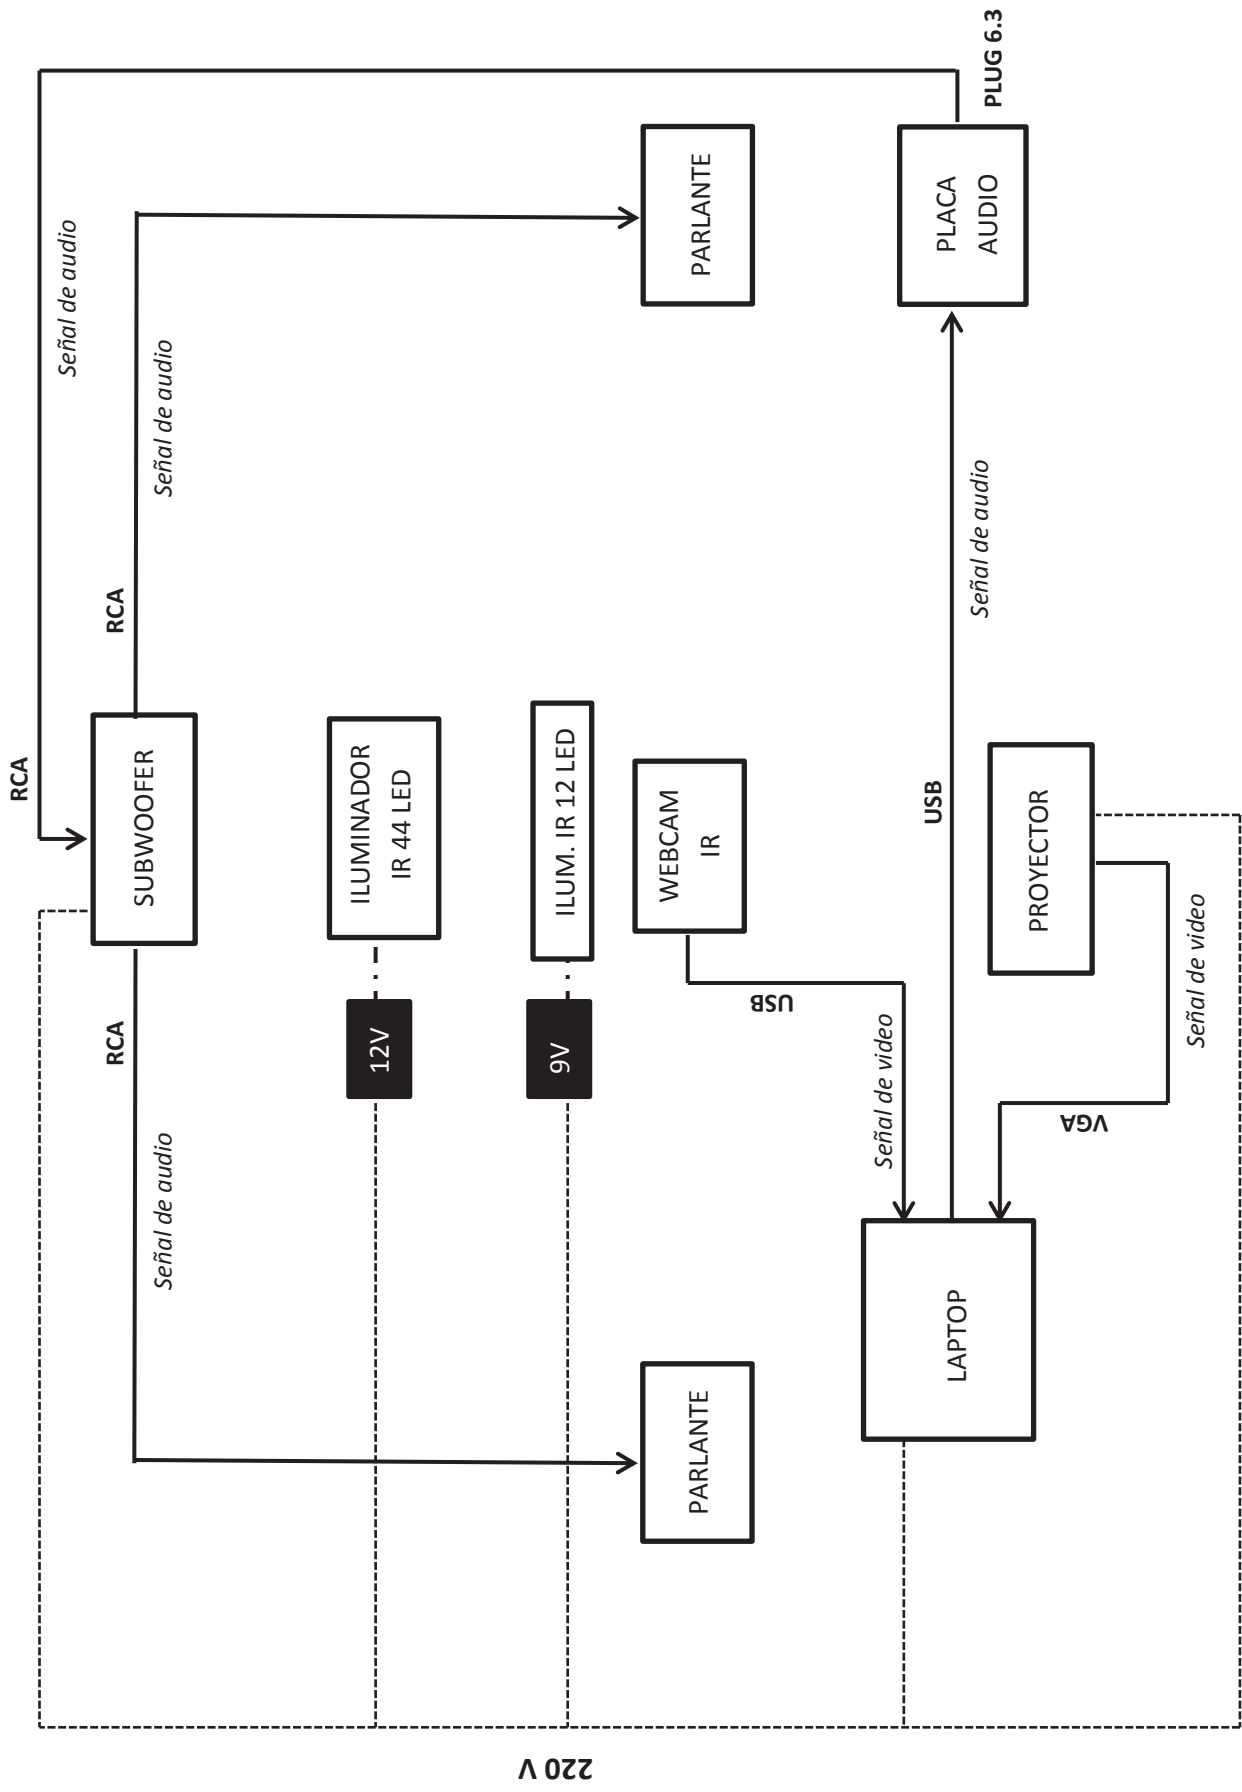 RCA
Señal de audio
SUBWOOFER
RCA
Señal de audio
RCA
Señal de audio
ILUMINADOR
IR 44 LED
12V
ILUM. IR 12 LED
9V
WEBCAM
IR
USB
Señal de video
PARLANTE
PARLANTE
LAPTOP
USB
Señal de audio
PLACA
AUDIO
PLUG 6.3
PROYECTOR
VGA
Señal de video
220 V